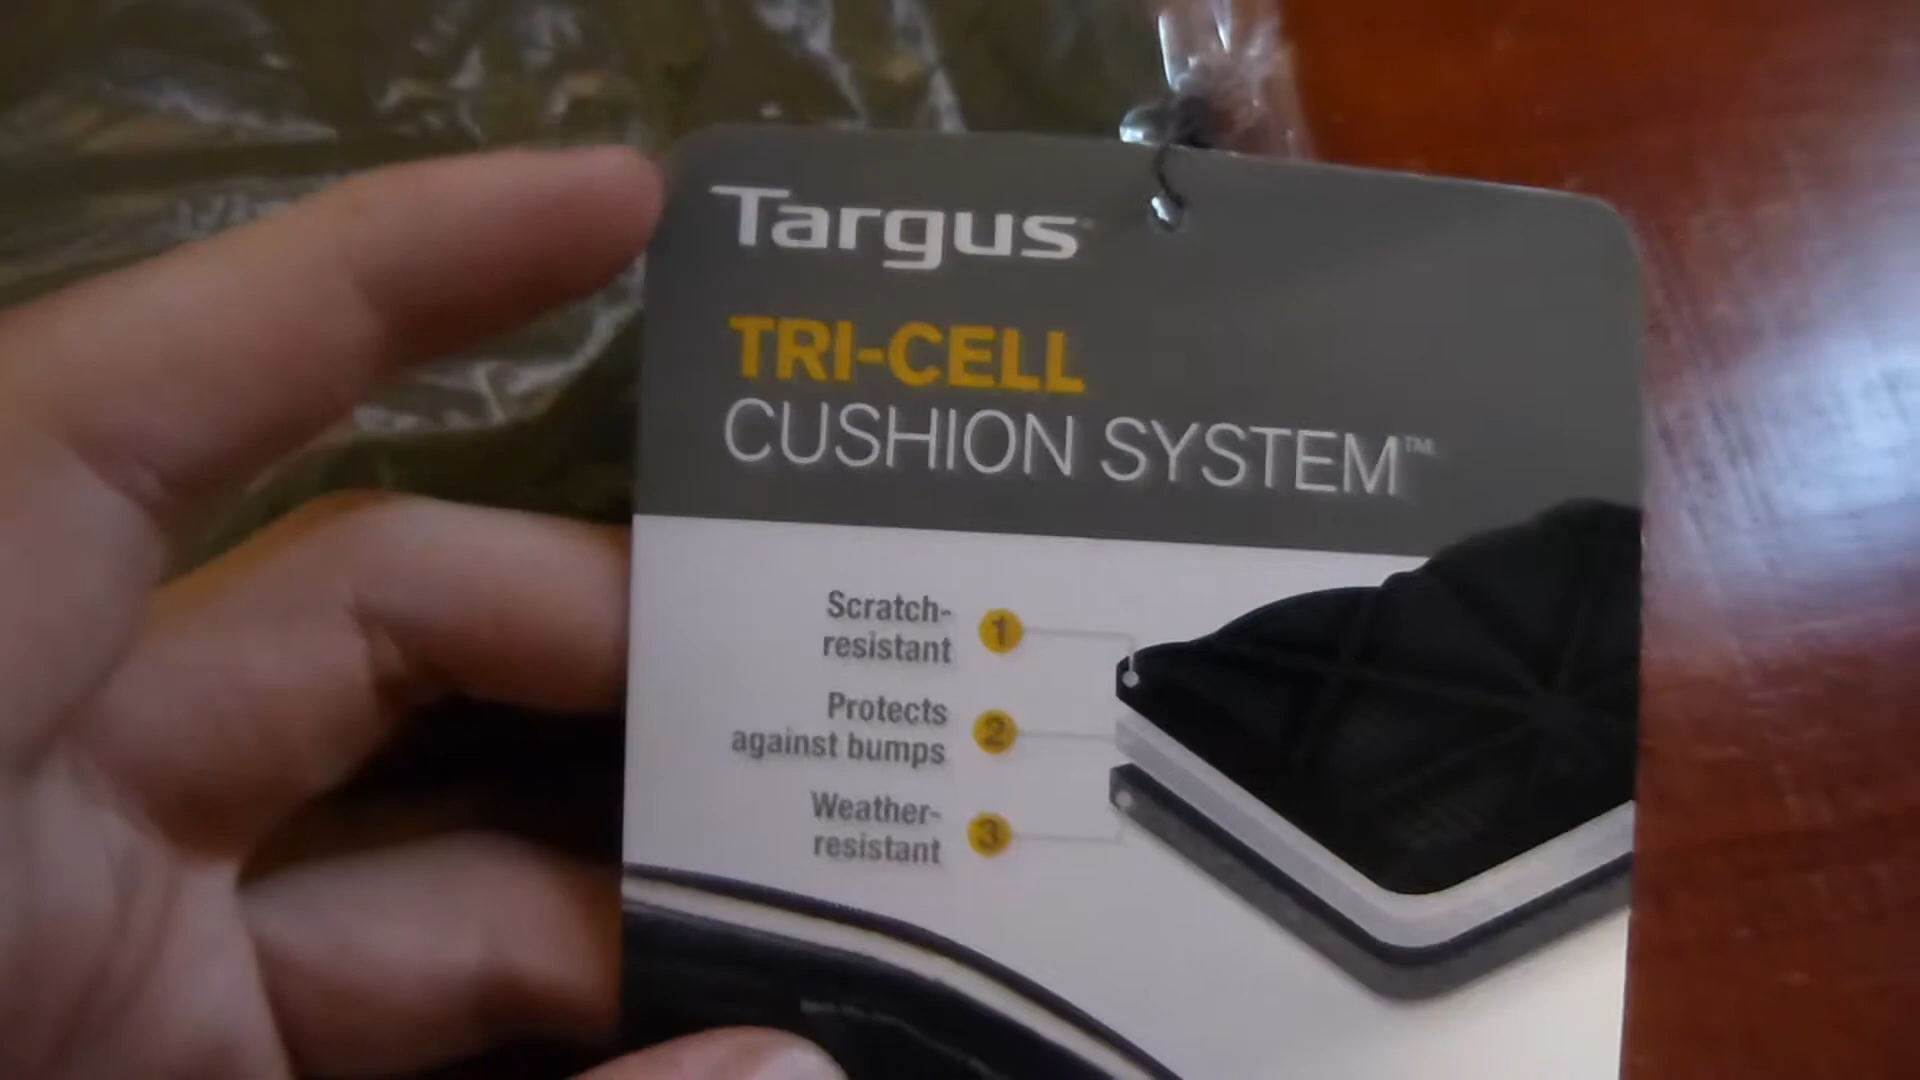 Targus
TRI-CELL
CUSHION SYSTEM™
Scratch-
resistant
1
Protects
against bumps
2
Weather-
resistant
3